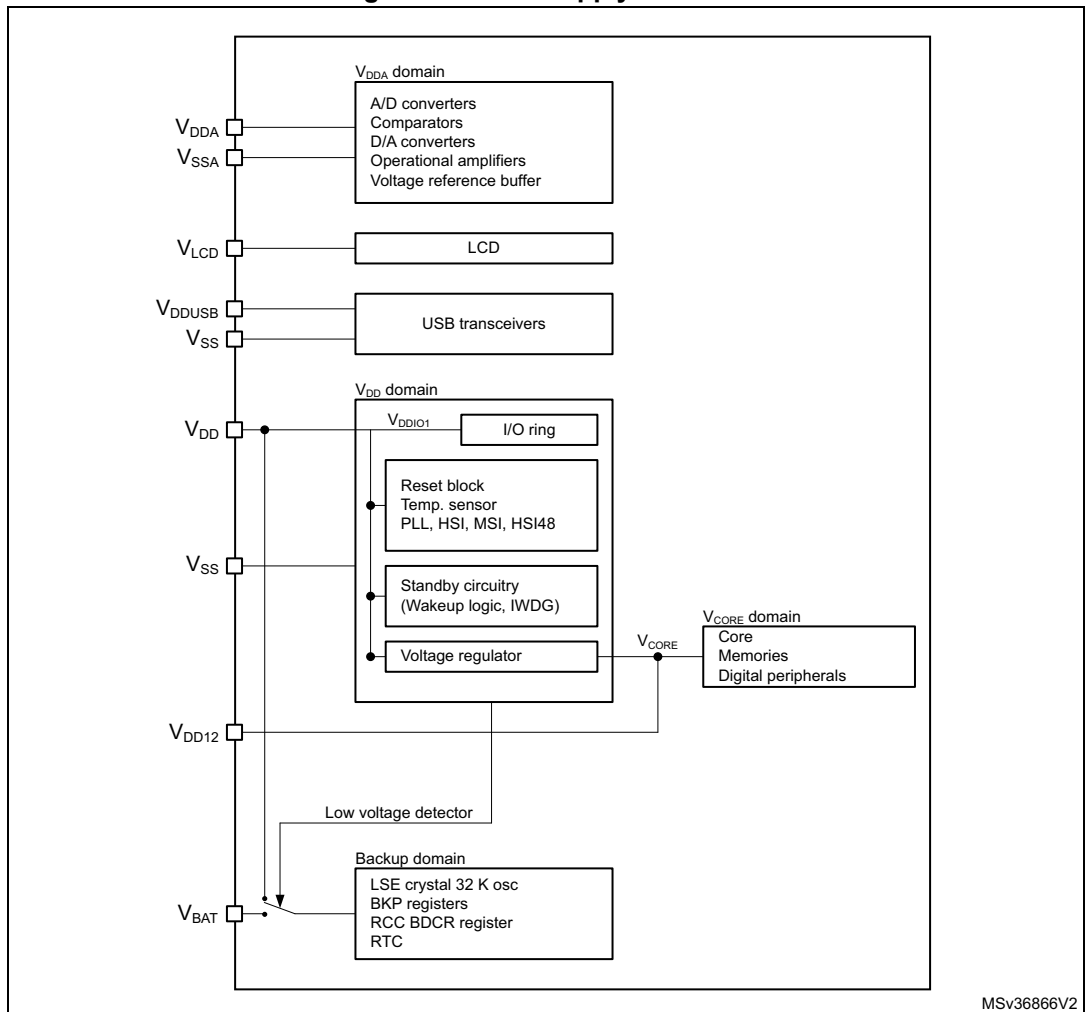 V_DDA domain
A/D converters
Comparators
D/A converters
Operational amplifiers
Voltage reference buffer
V_DDA
V_SSA
V_LCD
LCD
V_DDUSB
V_SS
USB transceivers
V_DD domain
V_DD
V_DDIO1
I/O ring
Reset block
Temp. sensor
PLL, HSI, MSI, HSI48
V_SS
Standby circuitry
(Wakeup logic, IWDG)
Voltage regulator
V_CORE
V_CORE domain
Core
Memories
Digital peripherals
V_DD12
Low voltage detector
Backup domain
LSE crystal 32 K osc
BKP registers
RCC BDCR register
RTC
V_BAT
MSv36866V2